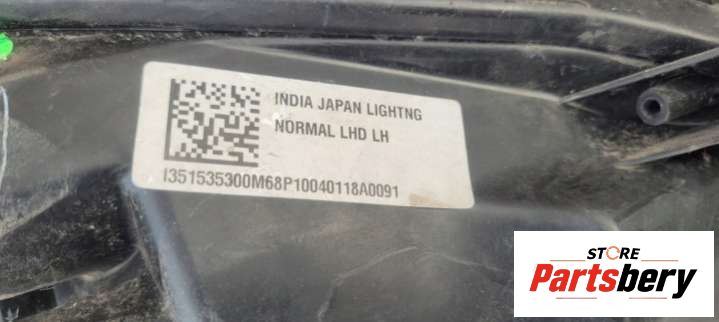 INDIA JAPAN LIGHTNG
NORMAL LHD LH
I351535300M68P10040118A0091
STORE
Partsbery